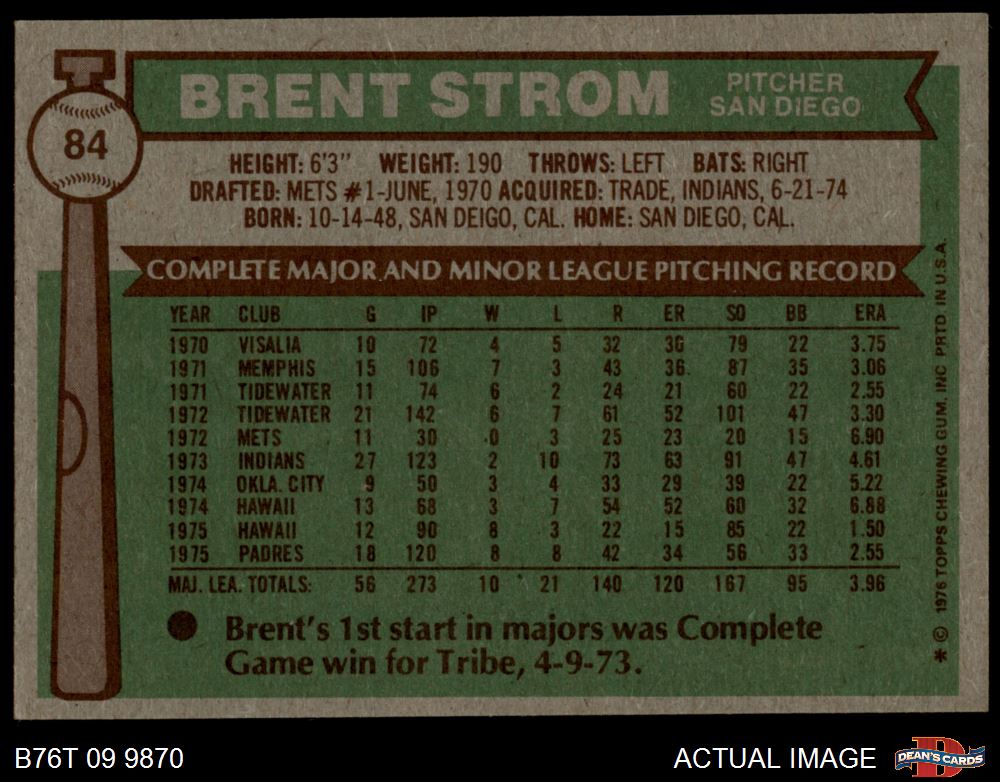 84
BRENT STROM
PITCHER
SAN DIEGO
HEIGHT: 6'3" WEIGHT: 190 THROWS: LEFT BATS: RIGHT
DRAFTED: METS #1-JUNE, 1970 ACQUIRED: TRADE, INDIANS, 6-21-74
BORN: 10-14-48, SAN DEIGO, CAL. HOME: SAN DIEGO, CAL.
COMPLETE MAJOR AND MINOR LEAGUE PITCHING RECORD
YEAR CLUB G IP W L R ER SO BB ERA
1970 VISALIA 10 72 4 5 32 30 79 22 3.75
1971 MEMPHIS 15 106 7 3 43 36 87 35 3.06
1971 TIDEWATER 11 74 6 2 24 21 60 22 2.55
1972 TIDEWATER 21 142 6 7 61 52 101 47 3.30
1972 METS 11 30 0 3 25 23 20 15 6.90
1973 INDIANS 27 123 2 10 73 63 91 47 4.61
1974 OKLA. CITY 9 50 3 4 33 29 39 22 5.22
1974 HAWAII 13 68 3 7 54 52 60 32 6.88
1975 HAWAII 12 90 8 3 22 15 85 22 1.50
1975 PADRES 18 120 8 8 42 34 56 33 2.55
MAJ. LEA. TOTALS: 56 273 10 21 140 120 167 95 3.96
● Brent's 1st start in majors was Complete
Game win for Tribe, 4-9-73.
* © 1976 TOPPS CHEWING GUM, INC PRTD IN U.S.A.
B76T 09 9870
ACTUAL IMAGE
D
DEAN'S CARDS